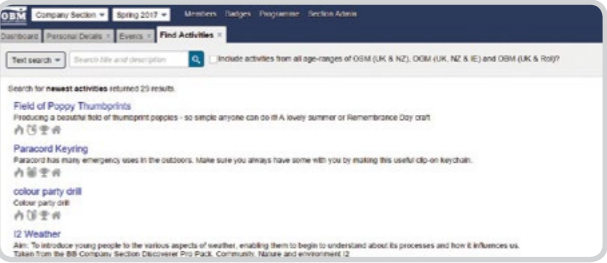 OBM Company Section Spring 2017 Members Badges Programme Section Admin
Dashboard Personal Details × Events × Find Activities ×
Text search Search title and description Include activities from all age-ranges of OSM (UK & NZ), OGM (UK, NZ & IE) and OBM (UK & RoI)?
Search for newest activities returned 29 results.
Field of Poppy Thumbprints
Producing a beautiful field of thumbprint poppies - so simple anyone can do it! A lovely summer or Remembrance Day craft
Paracord Keyring
Paracord has many emergency uses in the outdoors. Make sure you always have some with you by making this useful clip-on keychain.
colour party drill
Colour party drill
I2 Weather
Aim: To introduce young people to the various aspects of weather, enabling them to begin to understand about its processes and how it influences us.
Taken from the BB Company Section Discoverer Pro Pack, Community, Nature and environment I2